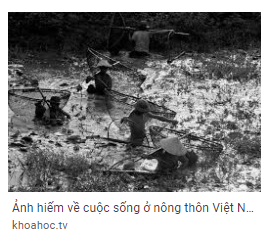 Ảnh hiếm về cuộc sống ở nông thôn Việt N...
khoahoc.tv